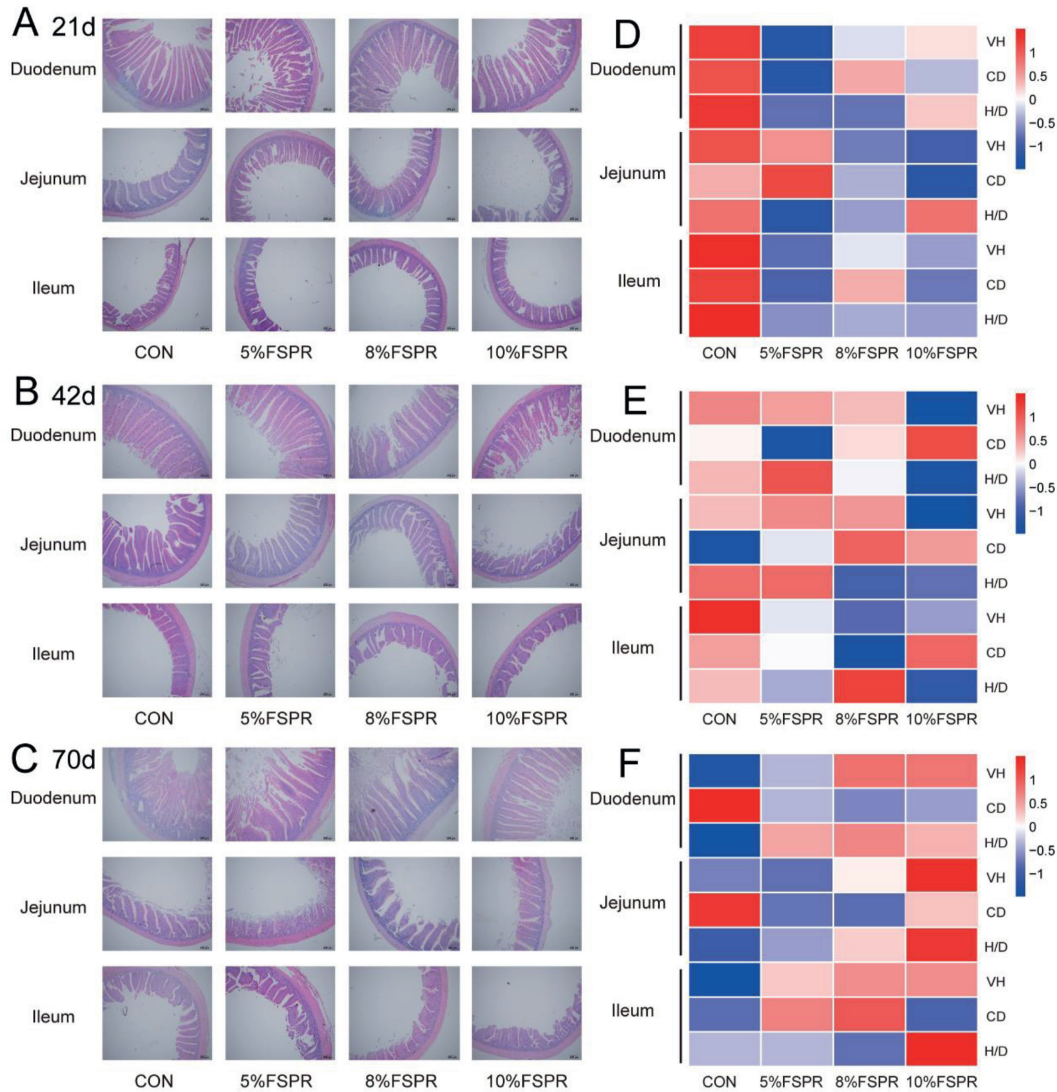 A 21d
Duodenum
Jejunum
Ileum
CON 5%FSPR 8%FSPR 10%FSPR
D
Duodenum
VH
CD
H/D
Jejunum
VH
CD
H/D
Ileum
VH
CD
H/D
CON 5%FSPR 8%FSPR 10%FSPR
1
0.5
0
−0.5
−1
B 42d
Duodenum
Jejunum
Ileum
CON 5%FSPR 8%FSPR 10%FSPR
E
Duodenum
VH
CD
H/D
Jejunum
VH
CD
H/D
Ileum
VH
CD
H/D
CON 5%FSPR 8%FSPR 10%FSPR
1
0.5
0
−0.5
−1
C 70d
Duodenum
Jejunum
Ileum
CON 5%FSPR 8%FSPR 10%FSPR
F
Duodenum
VH
CD
H/D
Jejunum
VH
CD
H/D
Ileum
VH
CD
H/D
CON 5%FSPR 8%FSPR 10%FSPR
1
0.5
0
−0.5
−1